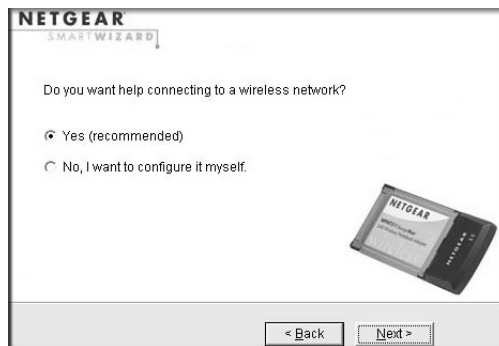 NETGEAR
SMARTWIZARD
Do you want help connecting to a wireless network?
Yes (recommended)
No, I want to configure it myself.
NETGEAR
NETGEAR
< Back
Next >